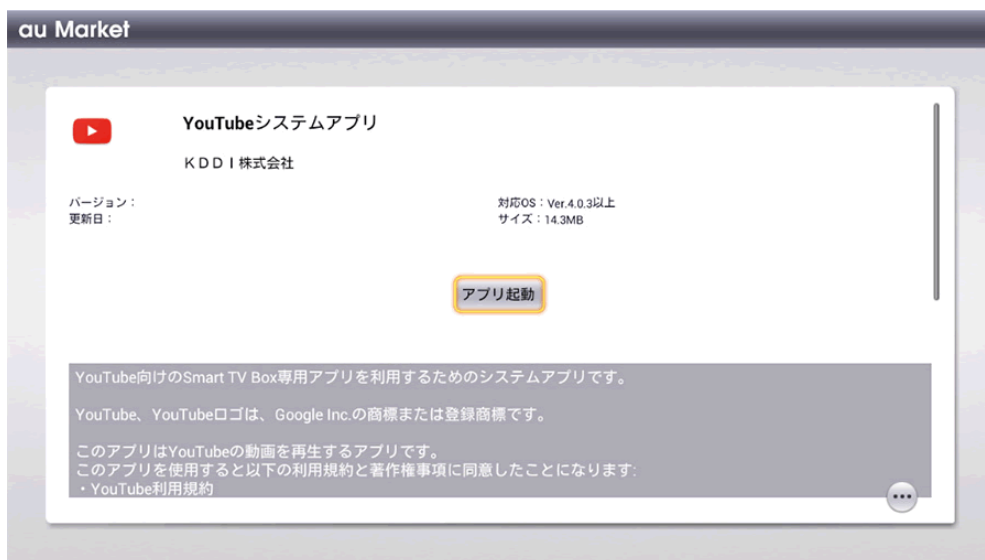 au Market
YouTubeシステムアプリ
KDDI株式会社
バージョン：
更新日：
対応OS：Ver.4.0.3以上
サイズ：14.3MB
アプリ起動
YouTube向けのSmart TV Box専用アプリを利用するためのシステムアプリです。
YouTube、YouTubeロゴは、Google Inc.の商標または登録商標です。
このアプリはYouTubeの動画を再生するアプリです。
このアプリを使用すると以下の利用規約と著作権事項に同意したことになります:
・YouTube利用規約